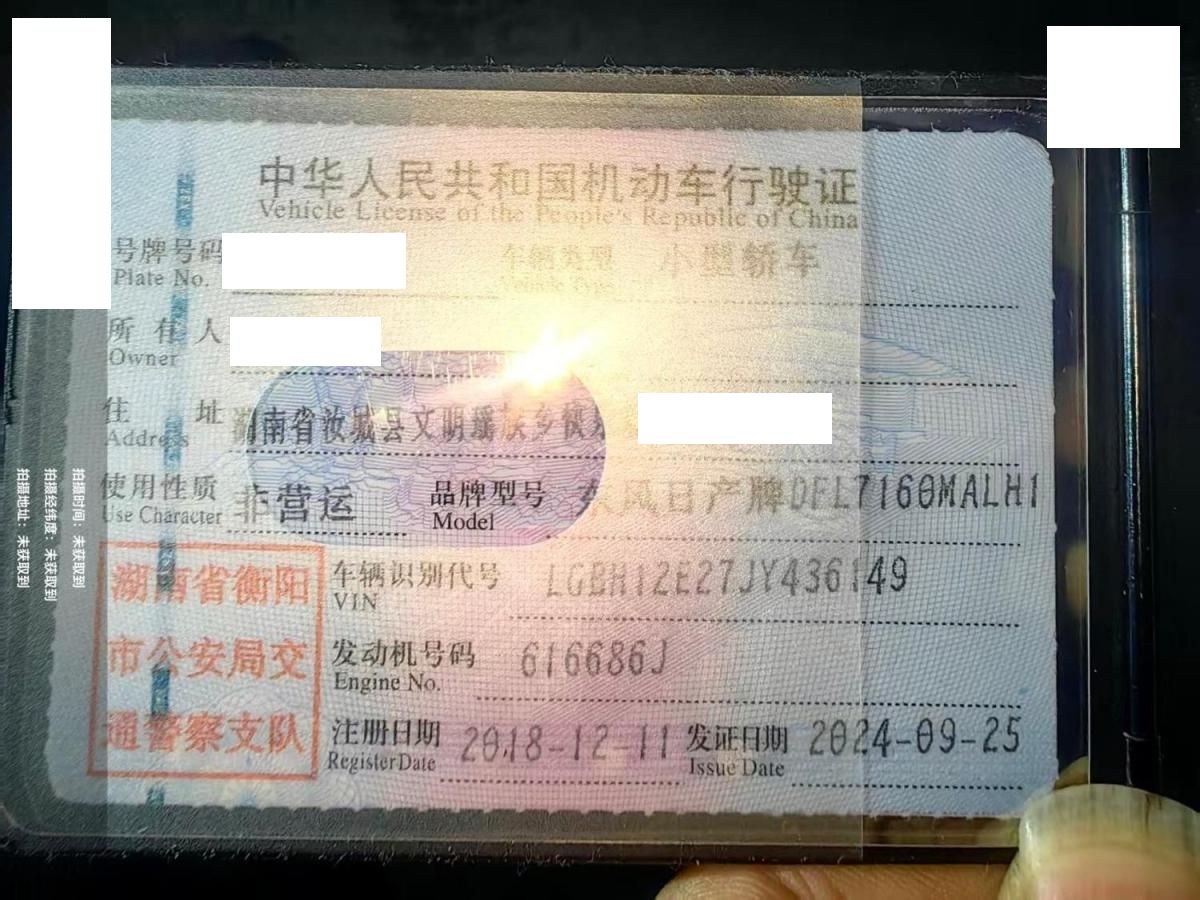 中华人民共和国机动车行驶证
Vehicle License of the People's Republic of China
号牌号码 车辆类型 小型轿车
Plate No. Vehicle Type
所有人
Owner
住址 湖南省汝城县文明瑶族乡
Address
使用性质 非营运 品牌型号 东风日产牌DFL7160MALH1
Use Character Model
湖南省衡阳
市公安局交
通警察支队
车辆识别代号 LGBH12E27JY436149
VIN
发动机号码 616686J
Engine No.
注册日期 2018-12-11 发证日期 2024-09-25
Register Date Issue Date
拍摄时间：未获取到
拍摄经纬度：未获取到
拍摄地址：未获取到